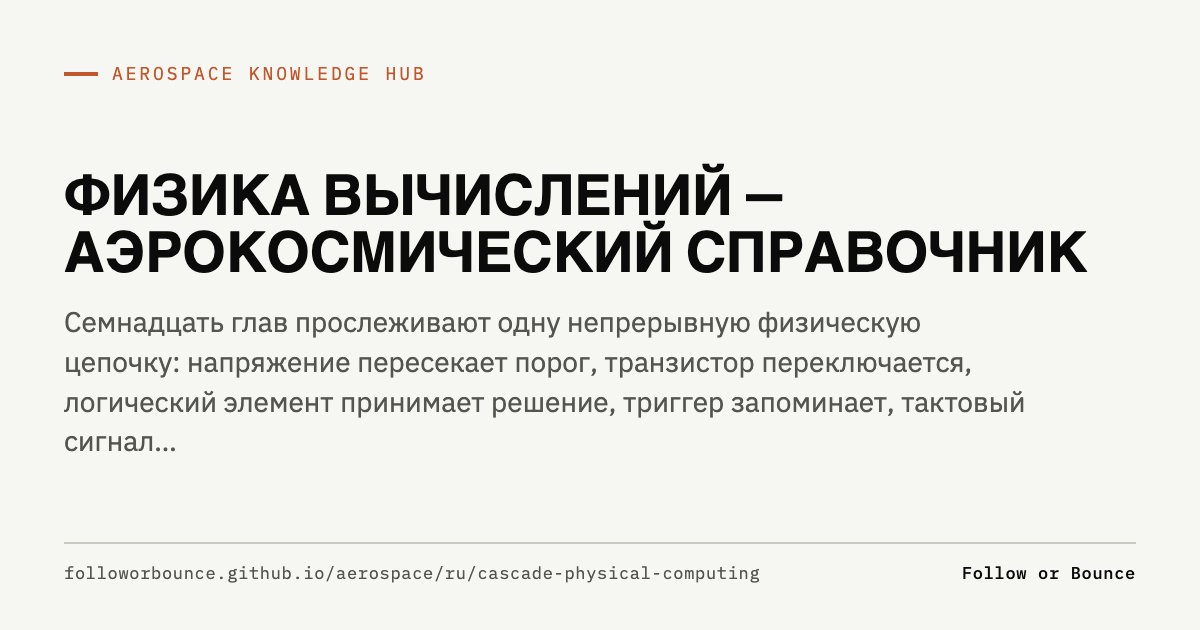 AEROSPACE KNOWLEDGE HUB
ФИЗИКА ВЫЧИСЛЕНИЙ —
АЭРОКОСМИЧЕСКИЙ СПРАВОЧНИК
Семнадцать глав прослеживают одну непрерывную физическую
цепочку: напряжение пересекает порог, транзистор переключается,
логический элемент принимает решение, триггер запоминает, тактовый
сигнал...
followorbounce.github.io/aerospace/ru/cascade-physical-computing
Follow or Bounce